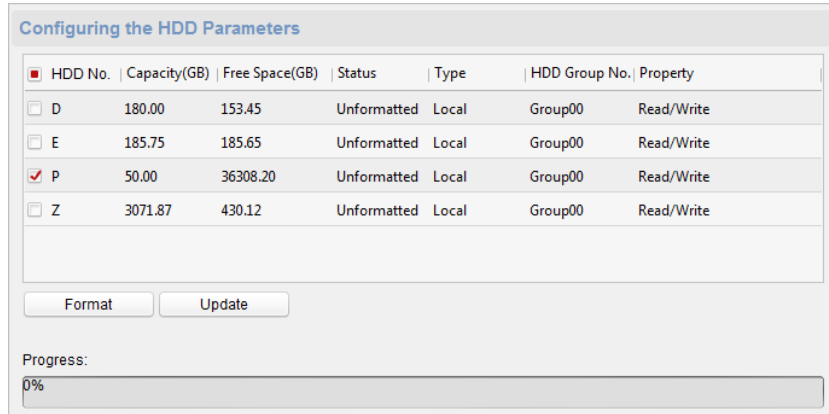 Configuring the HDD Parameters
HDD No. Capacity(GB) Free Space(GB) Status Type HDD Group No. Property
D 180.00 153.45 Unformatted Local Group00 Read/Write
E 185.75 185.65 Unformatted Local Group00 Read/Write
P 50.00 36308.20 Unformatted Local Group00 Read/Write
Z 3071.87 430.12 Unformatted Local Group00 Read/Write
Format Update
Progress:
0%